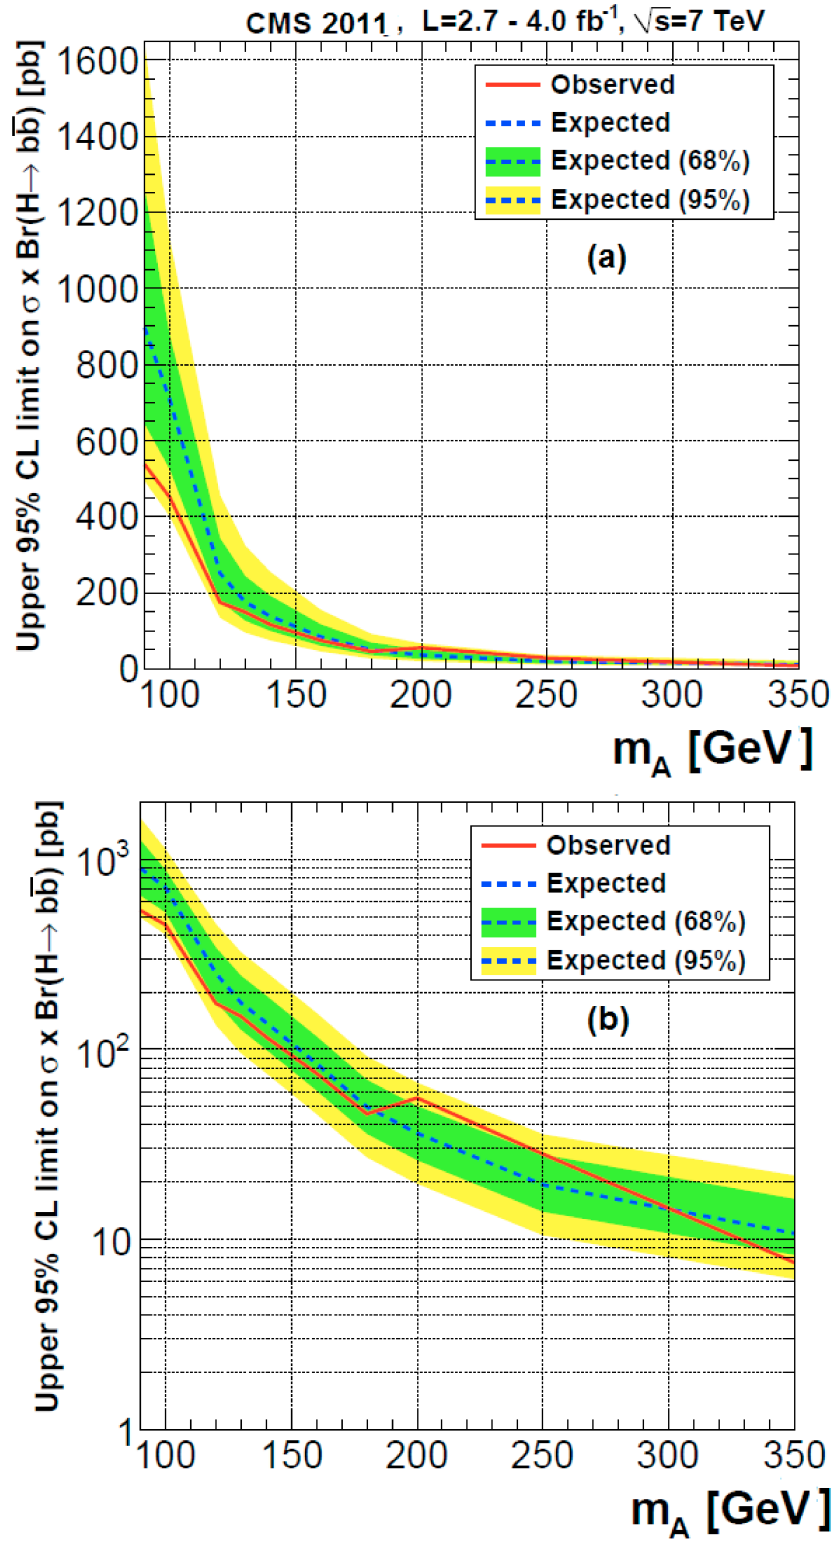 CMS 2011 , L=2.7 - 4.0 fb⁻¹, √s=7 TeV
Upper 95% CL limit on σ x Br(H→ bb̅) [pb]
1600
1400
1200
1000
800
600
400
200
0
Observed
Expected
Expected (68%)
Expected (95%)
(a)
100 150 200 250 300 350
m_A [GeV]
Upper 95% CL limit on σ x Br(H→ bb̅) [pb]
10³
10²
10
1
Observed
Expected
Expected (68%)
Expected (95%)
(b)
100 150 200 250 300 350
m_A [GeV]